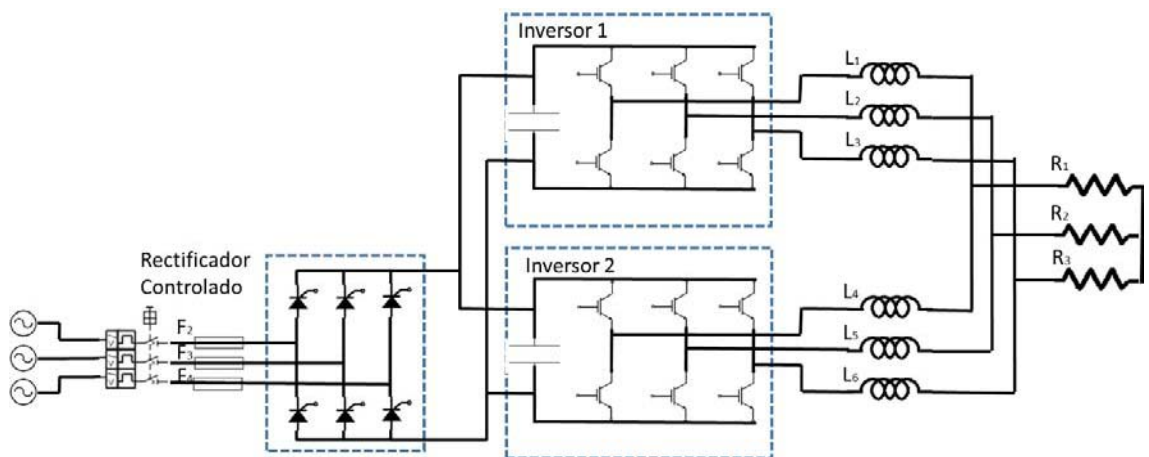 Inversor 1
L1
L2
L3
R1
R2
R3
Inversor 2
Rectificador
Controlado
F2
F3
F4
L4
L5
L6